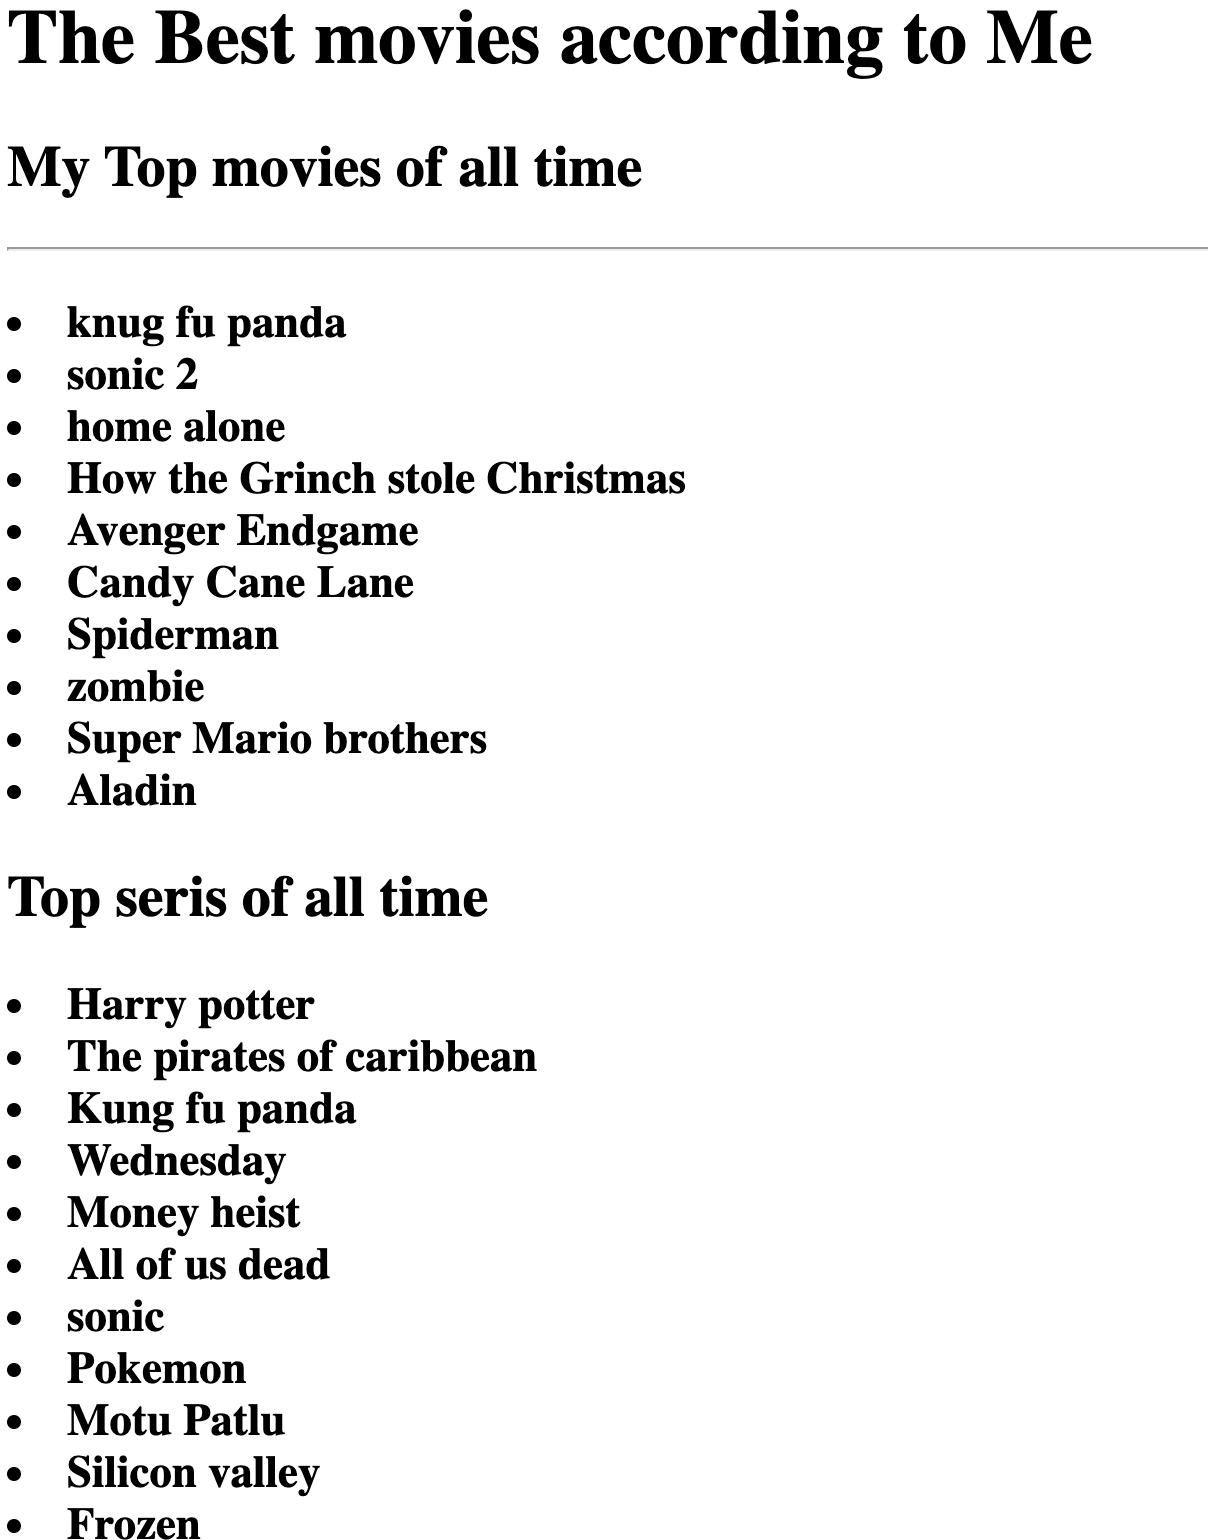 The Best movies according to Me
My Top movies of all time
• knug fu panda
• sonic 2
• home alone
• How the Grinch stole Christmas
• Avenger Endgame
• Candy Cane Lane
• Spiderman
• zombie
• Super Mario brothers
• Aladin
Top seris of all time
• Harry potter
• The pirates of caribbean
• Kung fu panda
• Wednesday
• Money heist
• All of us dead
• sonic
• Pokemon
• Motu Patlu
• Silicon valley
• Frozen